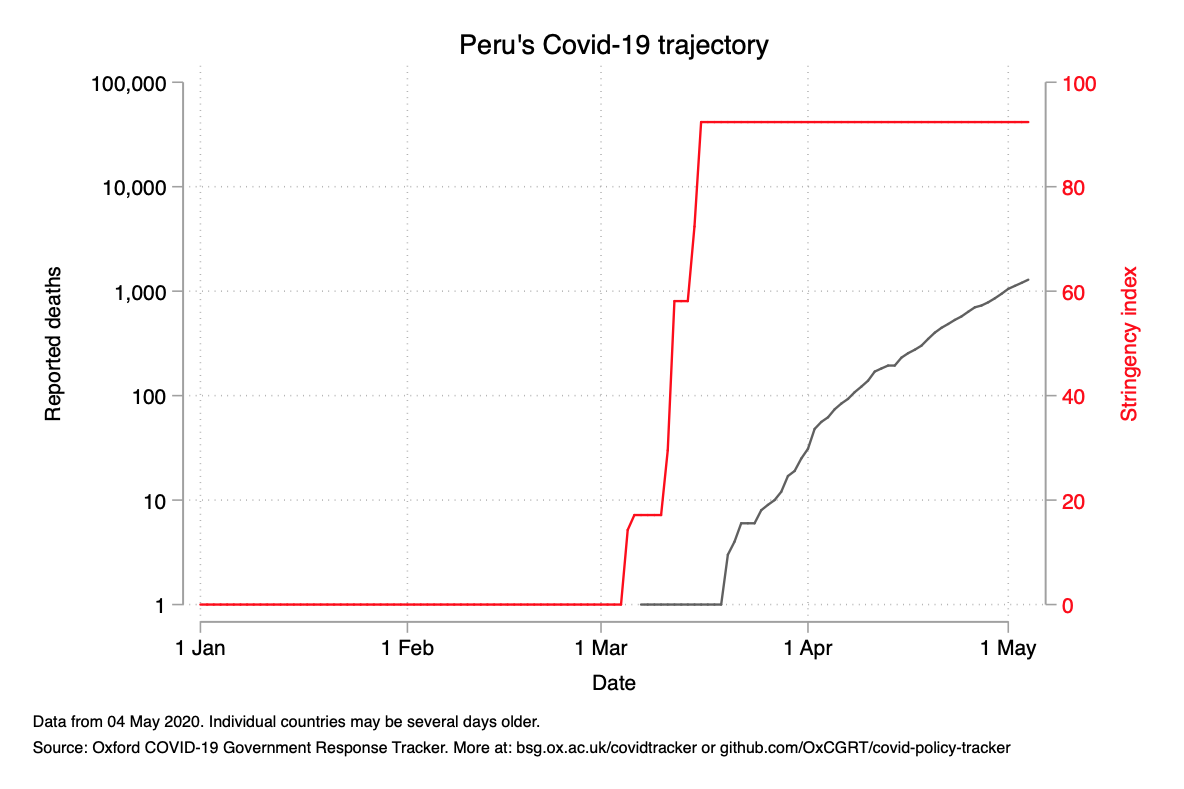 Peru's Covid-19 trajectory
100,000
10,000
1,000
100
10
1
Reported deaths
100
80
60
40
20
0
Stringency index
1 Jan
1 Feb
1 Mar
1 Apr
1 May
Date
Data from 04 May 2020. Individual countries may be several days older.
Source: Oxford COVID-19 Government Response Tracker. More at: bsg.ox.ac.uk/covidtracker or github.com/OxCGRT/covid-policy-tracker